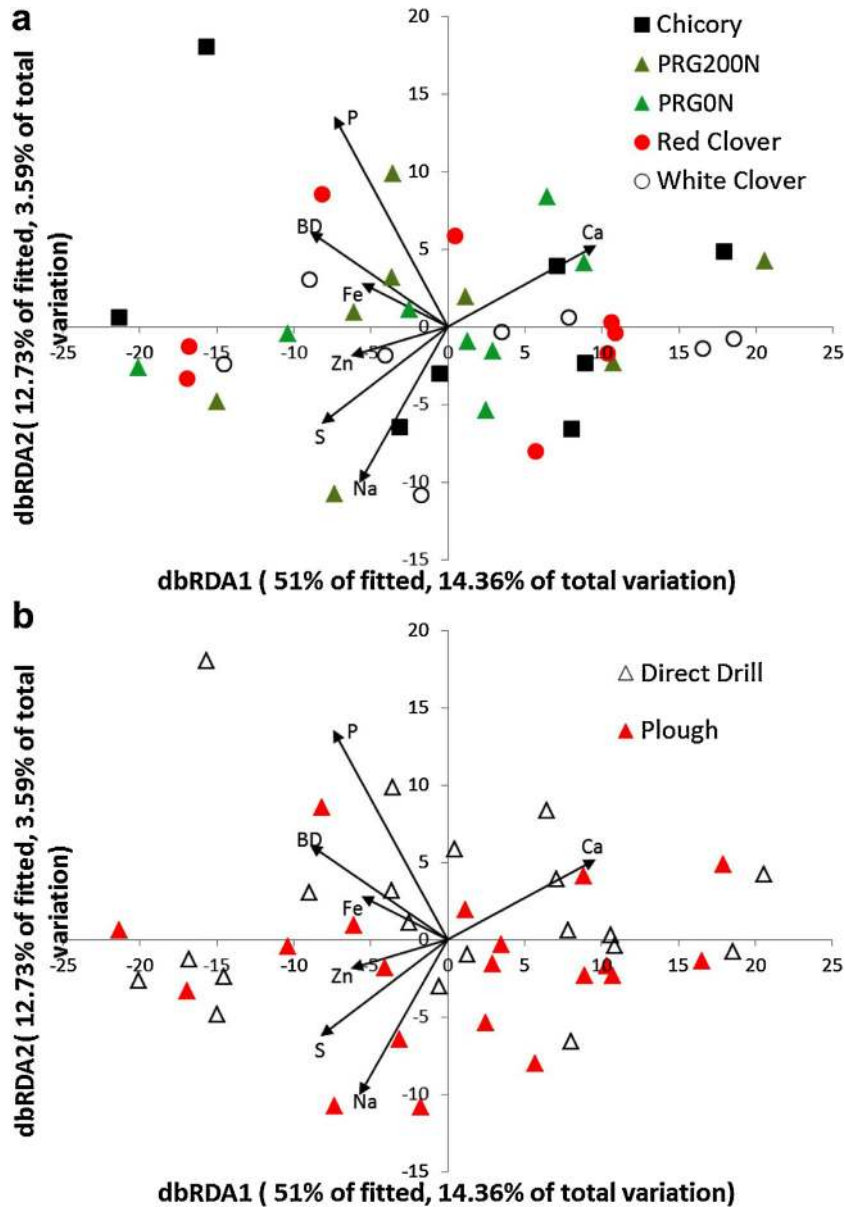 a
20
15
10
5
0
-5
-10
-15
-25
-20
-15
-10
-5
0
5
10
15
20
25
P
BD
Fe
Zn
S
Na
Ca
Chicory
PRG200N
PRG0N
Red Clover
White Clover
dbRDA2( 12.73% of fitted, 3.59% of total
variation)
dbRDA1 ( 51% of fitted, 14.36% of total variation)
b
20
15
10
5
0
-5
-10
-15
-25
-20
-15
-10
-5
0
5
10
15
20
25
P
BD
Fe
Zn
S
Na
Ca
Direct Drill
Plough
dbRDA2( 12.73% of fitted, 3.59% of total
variation)
dbRDA1 ( 51% of fitted, 14.36% of total variation)